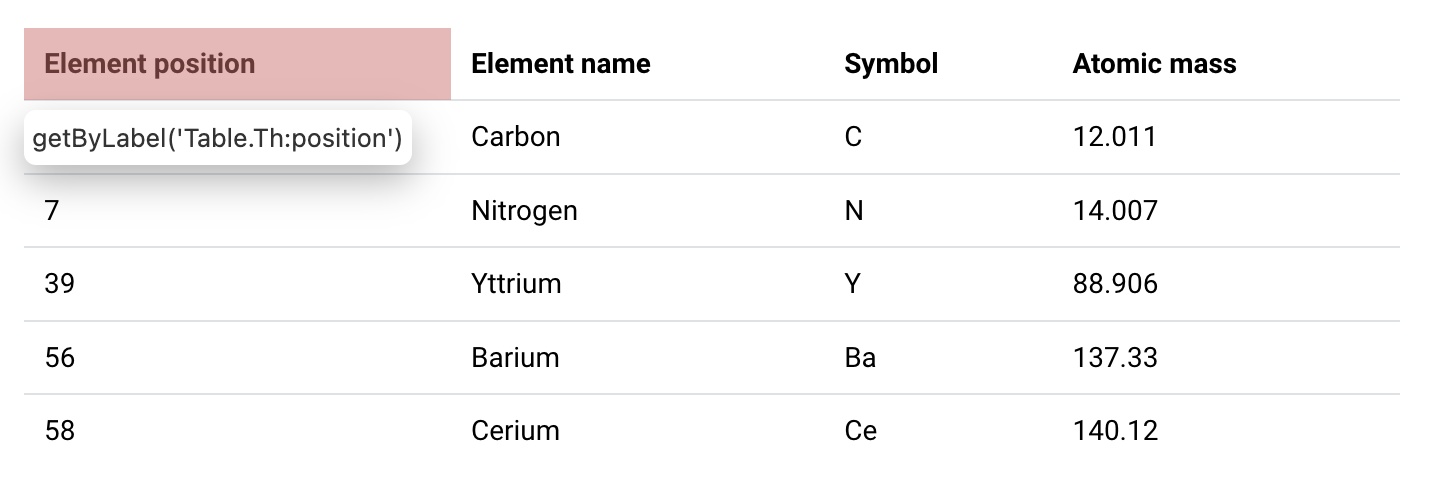 Element position Element name Symbol Atomic mass
getByLabel('Table.Th:position') Carbon C 12.011
7 Nitrogen N 14.007
39 Yttrium Y 88.906
56 Barium Ba 137.33
58 Cerium Ce 140.12